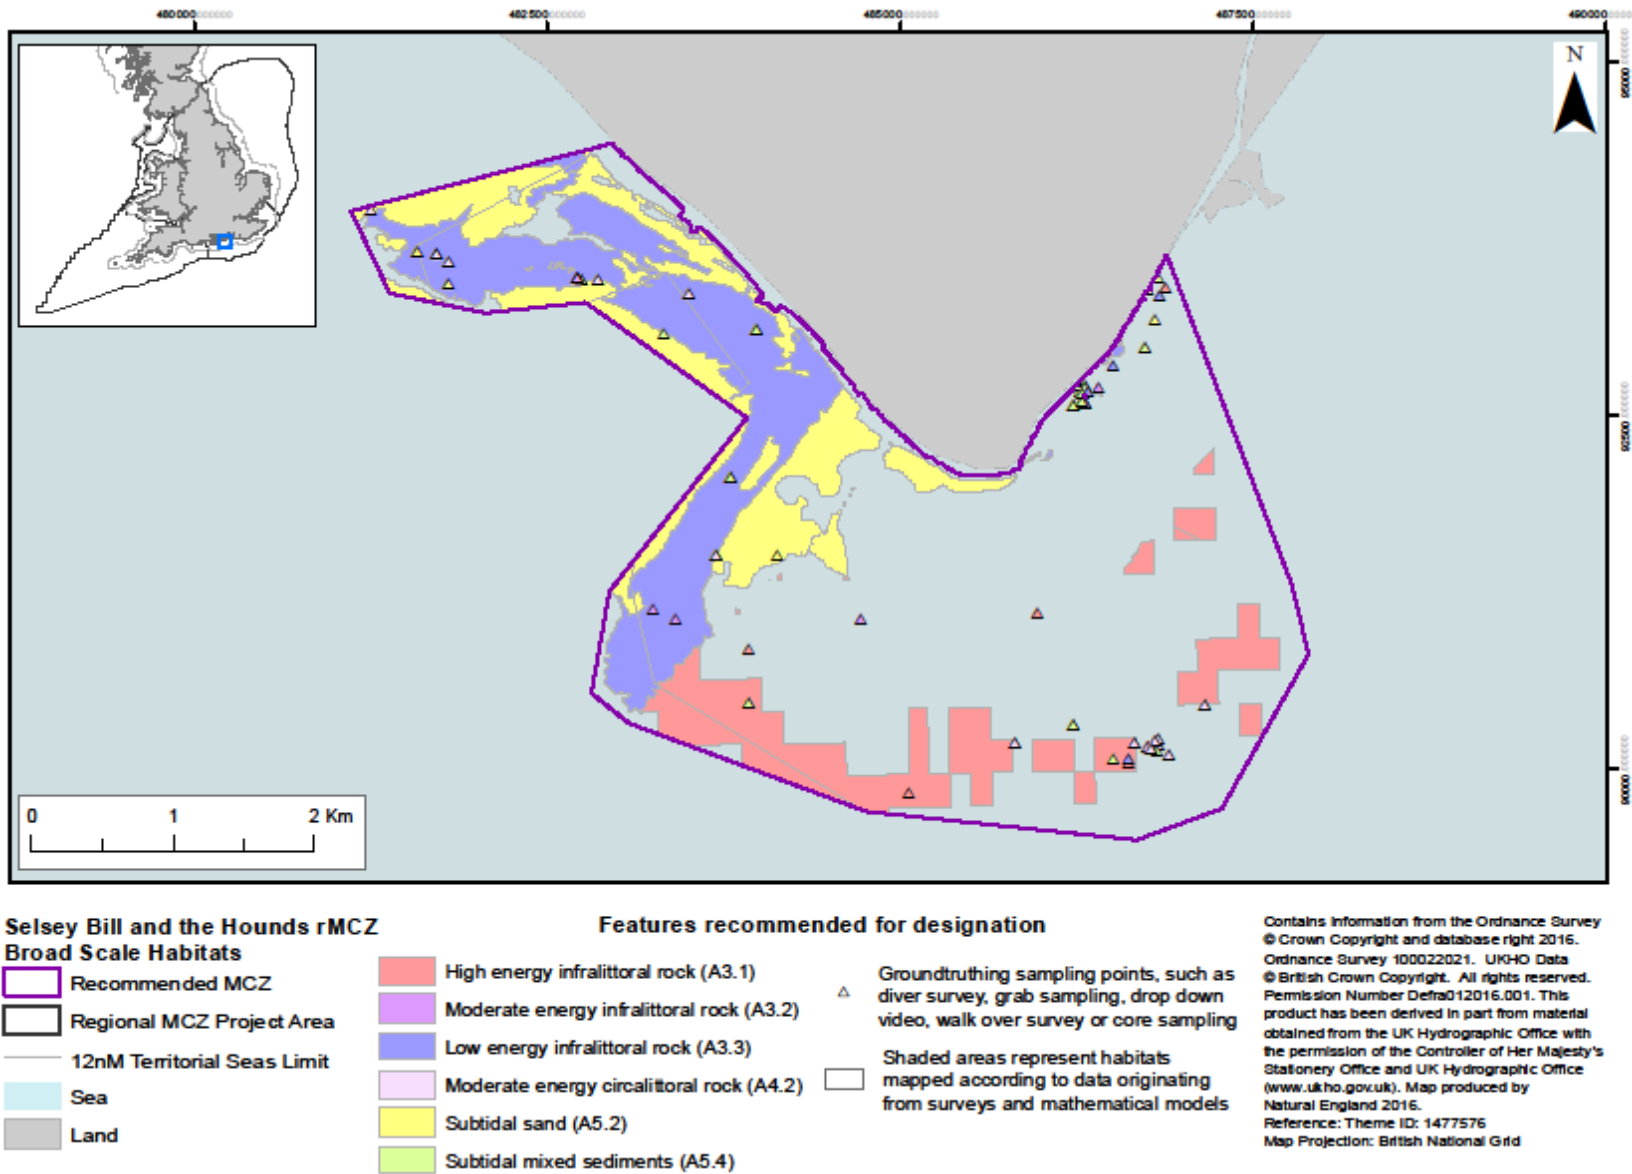 480000000000
482500000000
485000000000
487500000000
490000000000
N
95000000000
92500000000
90000000000
0 1 2 Km
Selsey Bill and the Hounds rMCZ
Broad Scale Habitats
Recommended MCZ
Regional MCZ Project Area
12nM Territorial Seas Limit
Sea
Land
Features recommended for designation
High energy infralittoral rock (A3.1)
Moderate energy infralittoral rock (A3.2)
Low energy infralittoral rock (A3.3)
Moderate energy circalittoral rock (A4.2)
Subtidal sand (A5.2)
Subtidal mixed sediments (A5.4)
Groundtruthing sampling points, such as
diver survey, grab sampling, drop down
video, walk over survey or core sampling
Shaded areas represent habitats
mapped according to data originating
from surveys and mathematical models
Contains information from the Ordnance Survey
© Crown Copyright and database right 2016.
Ordnance Survey 100022021. UKHO Data
© British Crown Copyright. All rights reserved.
Permission Number Defra012016.001. This
product has been derived in part from material
obtained from the UK Hydrographic Office with
the permission of the Controller of Her Majesty's
Stationery Office and UK Hydrographic Office
(www.ukho.gov.uk). Map produced by
Natural England 2016.
Reference: Theme ID: 1477576
Map Projection: British National Grid